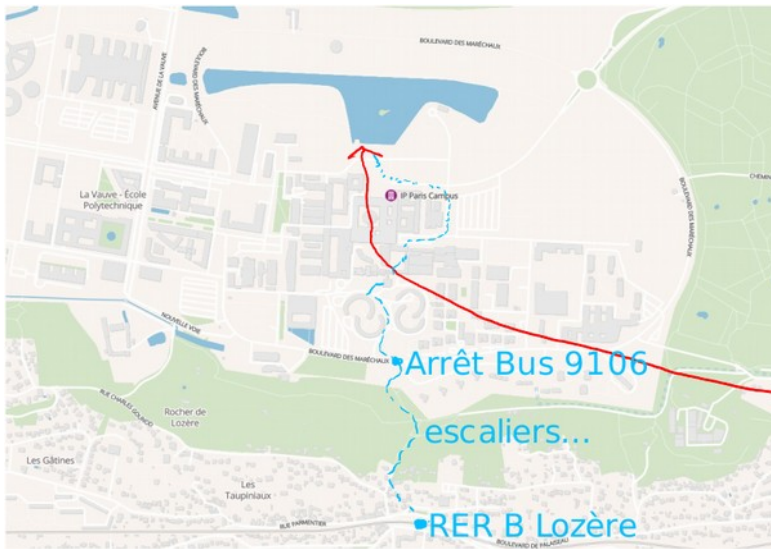 BOULEVARD DES MARÉCHAUX
AVENUE DE LA VAUVE
BOULEVARD DES MARÉCHAUX
CHEMIN
La Vauve - École
Polytechnique
IP Paris Campus
BOULEVARD DES MARÉCHAUX
NOUVELLE VOIE
BOULEVARD DES MARÉCHAUX
Arrêt Bus 9106
RUE CHARLES GOUNOD
Rocher de
Lozère
escaliers...
Les Gâtines
Les
Taupiniaux
RUE PARMENTIER
RER B Lozère
BOULEVARD DE PALAISEAU